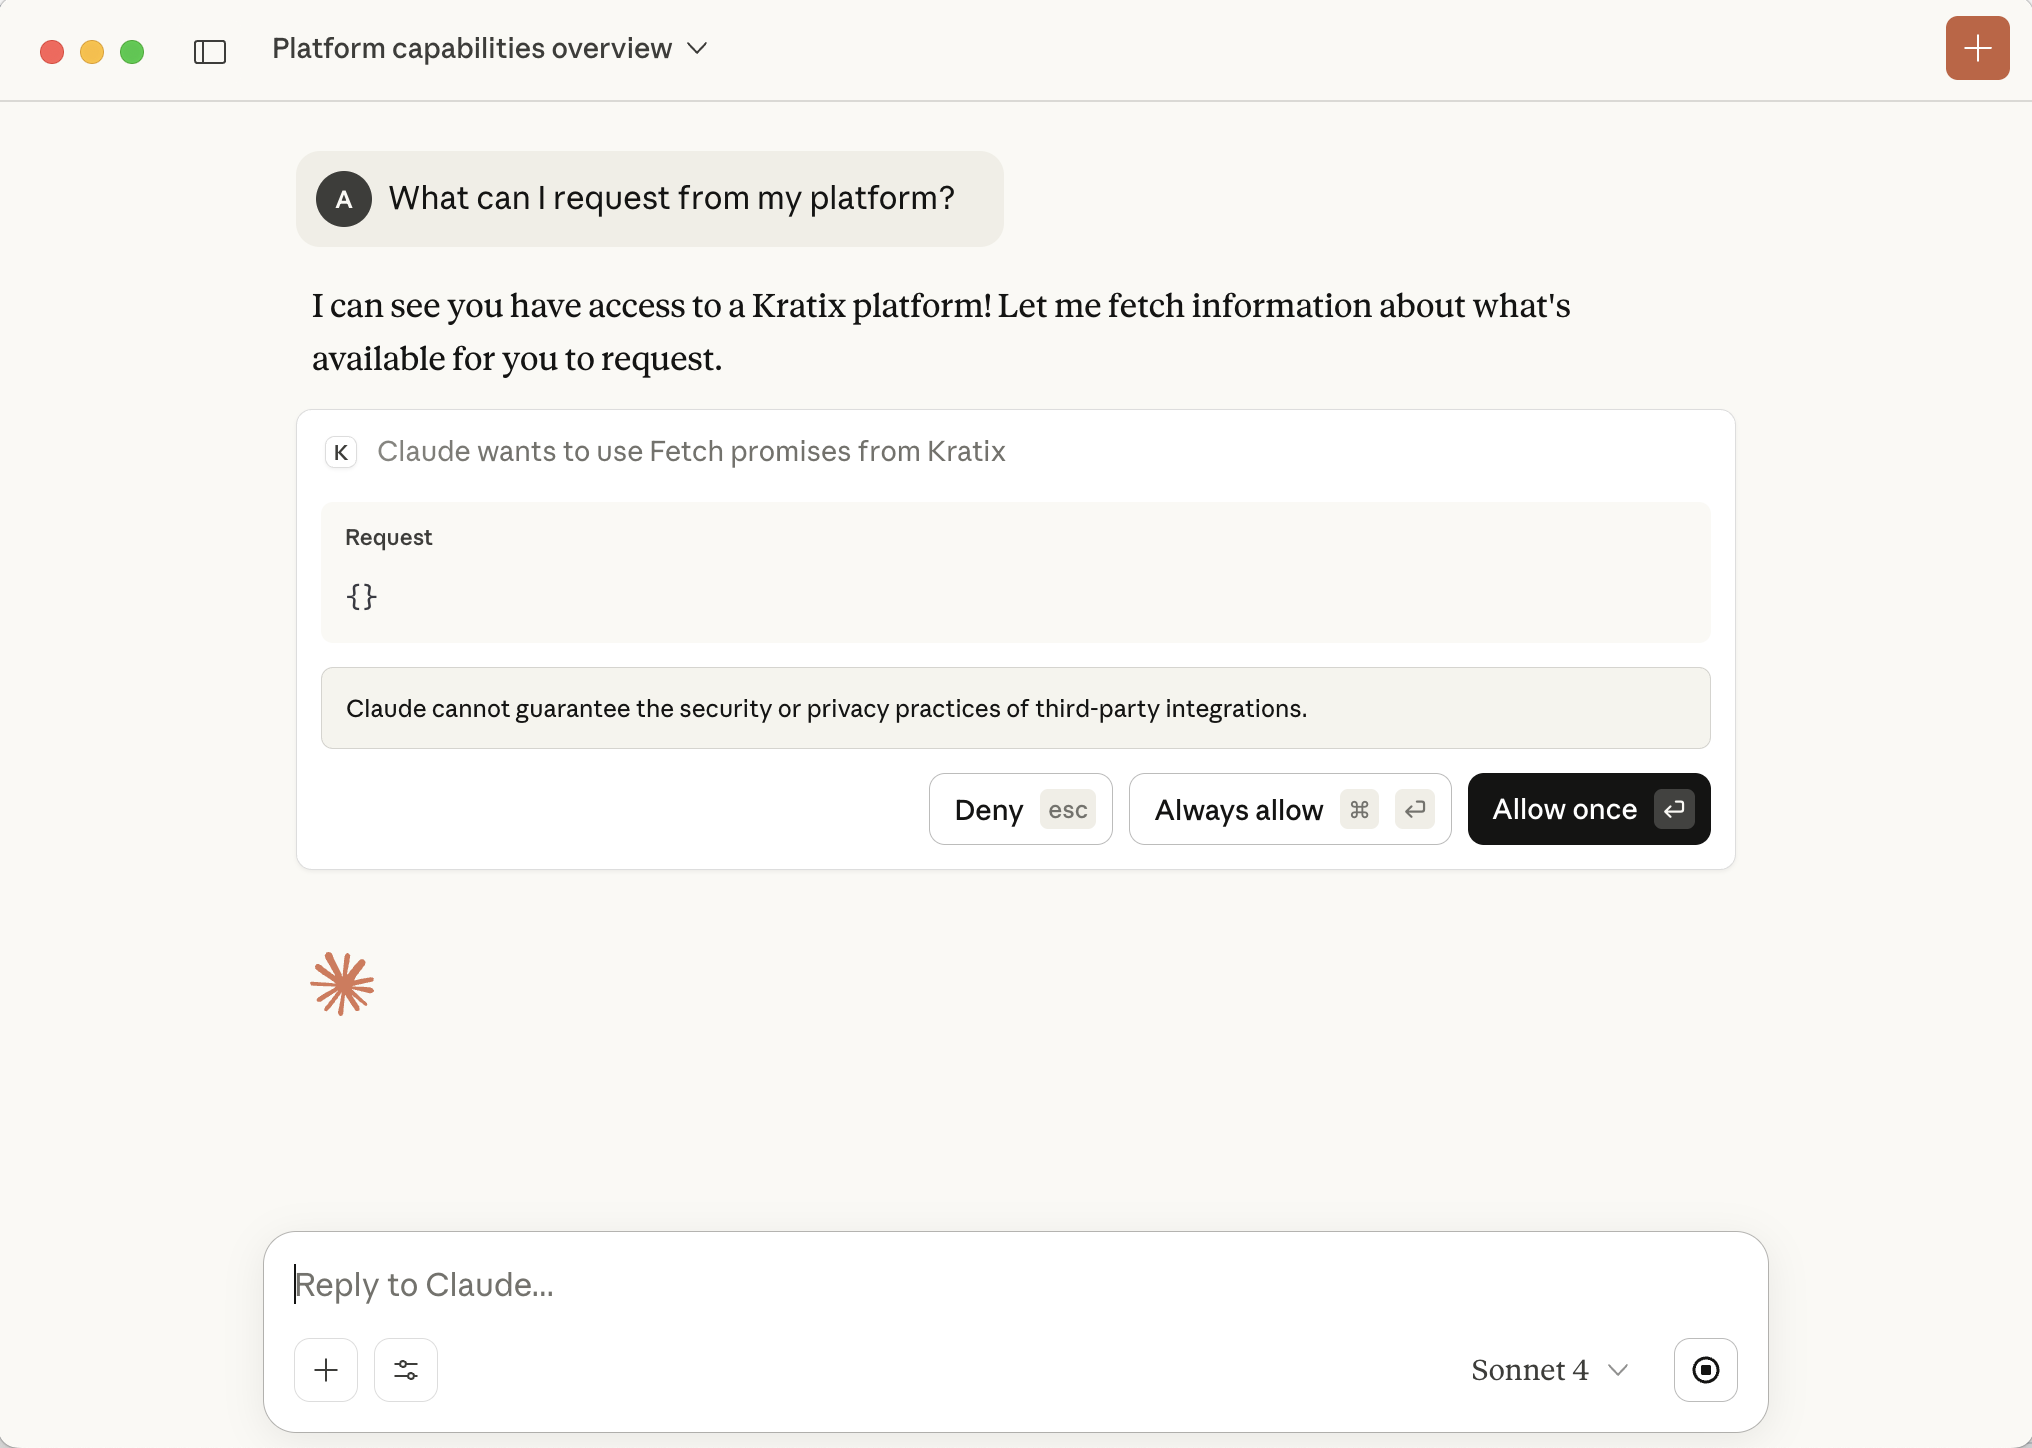 Platform capabilities overview
A What can I request from my platform?
I can see you have access to a Kratix platform! Let me fetch information about what's
available for you to request.
K Claude wants to use Fetch promises from Kratix
Request
{}
Claude cannot guarantee the security or privacy practices of third-party integrations.
Deny esc Always allow ⌘ ↵ Allow once ↵
Reply to Claude...
Sonnet 4